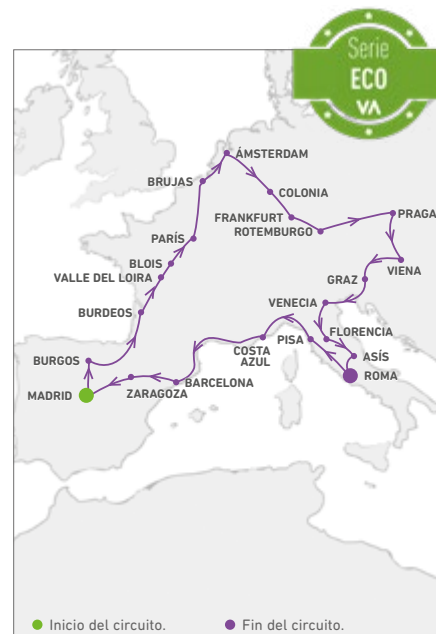 Serie
ECO
VA
ÁMSTERDAM
BRUJAS
COLONIA
FRANKFURT
ROTEMBURGO
PRAGA
PARÍS
BLOIS
VALLE DEL LOIRA
VIENA
GRAZ
VENECIA
BURDEOS
FLORENCIA
PISA
COSTA
AZUL
ASÍS
BURGOS
ROMA
BARCELONA
MADRID
ZARAGOZA
Inicio del circuito.
Fin del circuito.